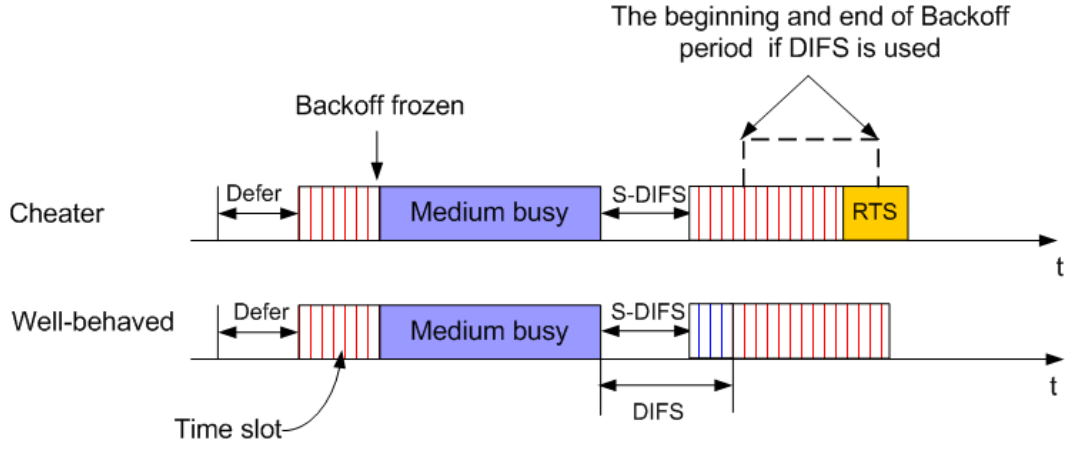 The beginning and end of Backoff
period if DIFS is used
Backoff frozen
Cheater
Defer
Medium busy
S-DIFS
RTS
t
Well-behaved
Defer
Medium busy
S-DIFS
t
DIFS
Time slot